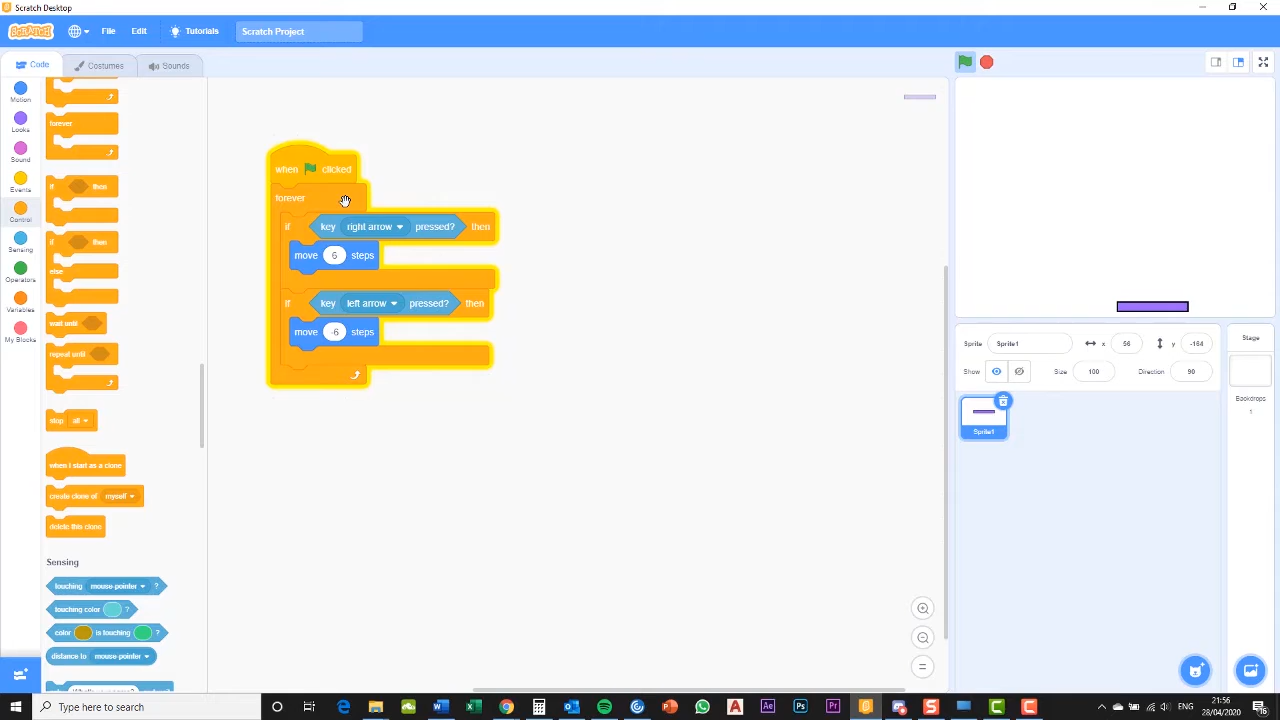 Scratch Desktop
SCRATCH File Edit Tutorials Scratch Project
Code Costumes Sounds
Motion
Looks
Sound
Events
Control
Sensing
Operators
Variables
My Blocks
forever
if then
if then
else
wait until
repeat until
stop all
when I start as a clone
create clone of myself
delete this clone
Sensing
touching mouse-pointer ?
touching color ?
color is touching ?
distance to mouse-pointer
when clicked
forever
if key right arrow pressed? then
move 6 steps
if key left arrow pressed? then
move -6 steps
Sprite Sprite1 x 56 y -164
Show Size 100 Direction 90
Sprite1
Stage
Backdrops
1
Type here to search
21:56
28/04/2020